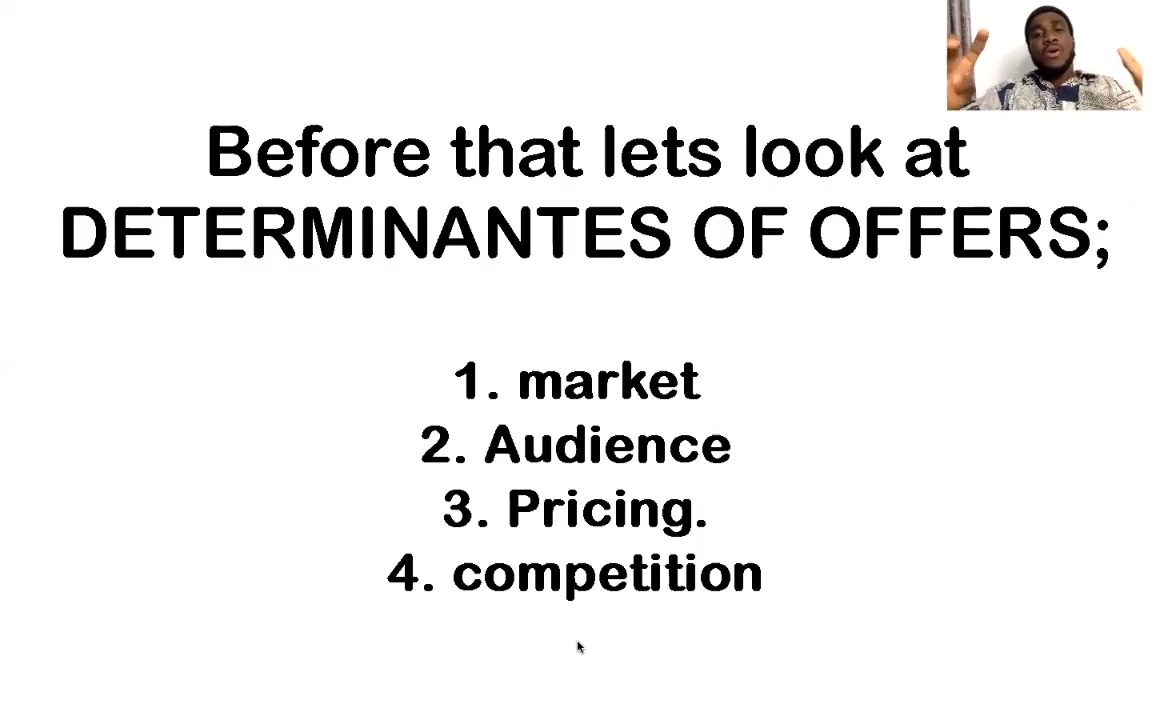 Before that lets look at
DETERMINANTES OF OFFERS;
1. market
2. Audience
3. Pricing.
4. competition